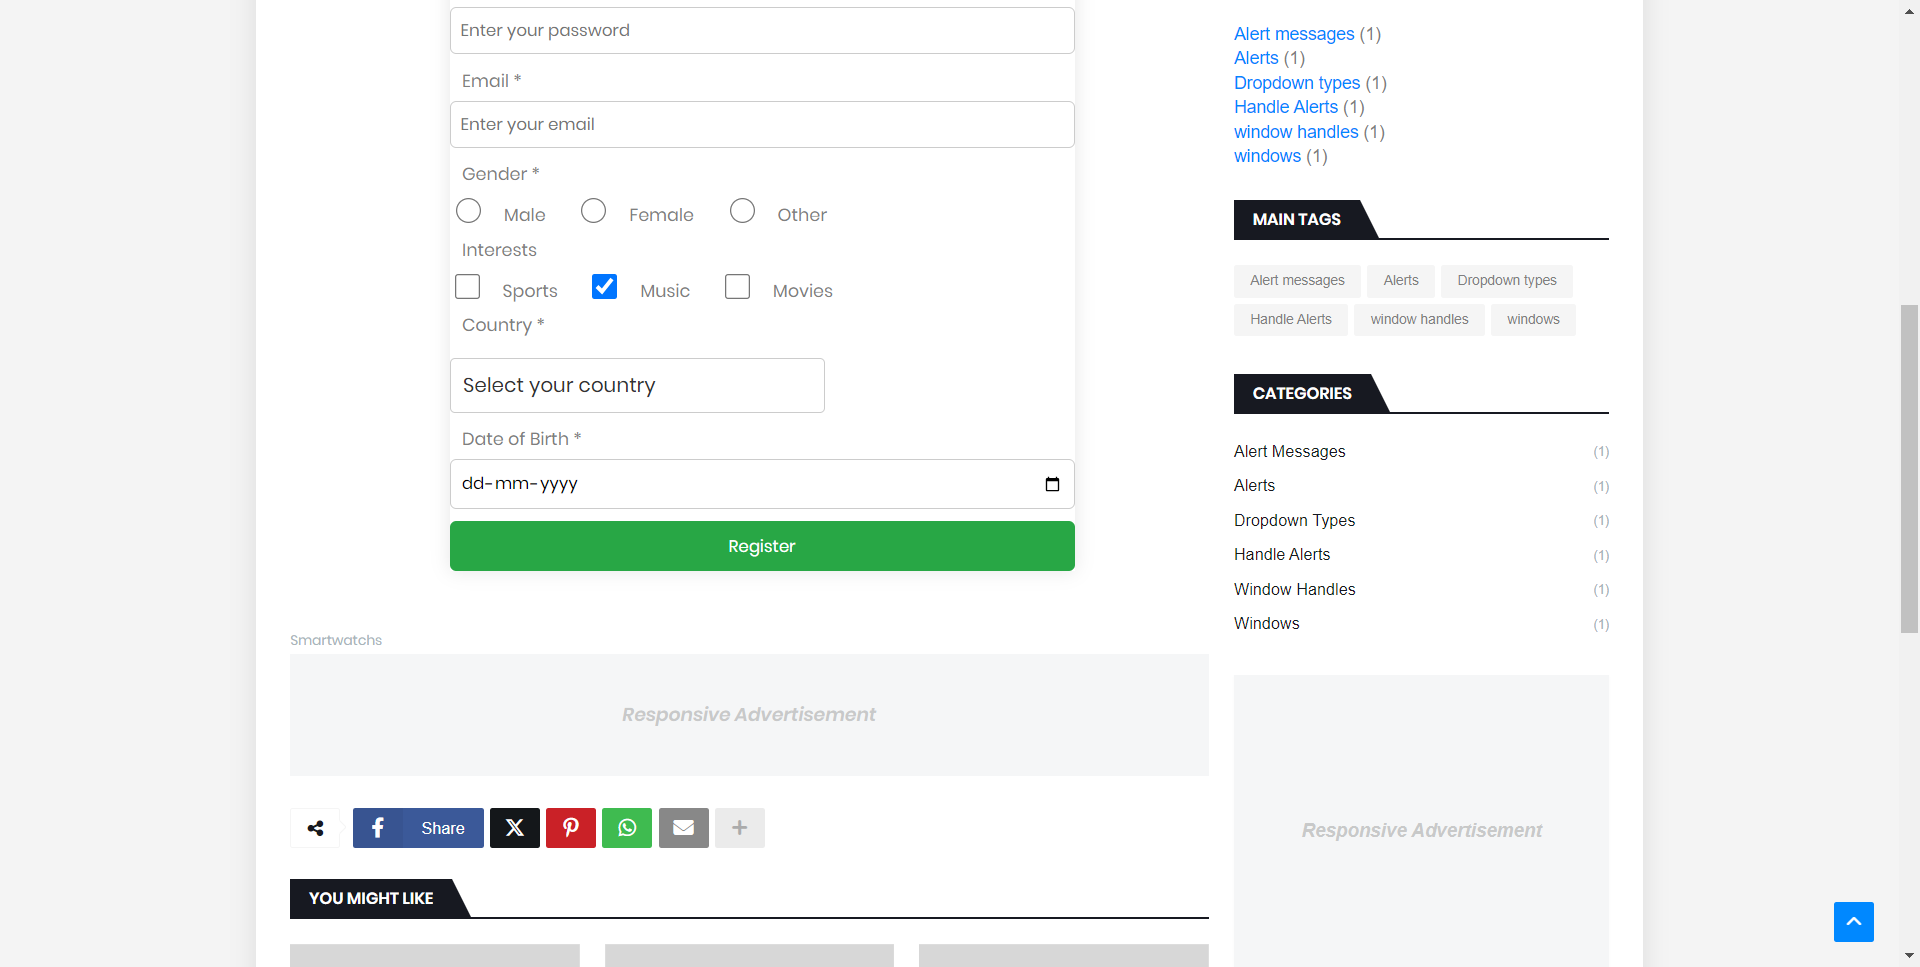 Enter your password
Email *
Enter your email
Gender *
Male Female Other
Interests
Sports Music Movies
Country *
Select your country
Date of Birth *
dd-mm-yyyy
Register
Smartwatchs
Responsive Advertisement
Share
YOU MIGHT LIKE
Alert messages (1)
Alerts (1)
Dropdown types (1)
Handle Alerts (1)
window handles (1)
windows (1)
MAIN TAGS
Alert messages Alerts Dropdown types
Handle Alerts window handles windows
CATEGORIES
Alert Messages (1)
Alerts (1)
Dropdown Types (1)
Handle Alerts (1)
Window Handles (1)
Windows (1)
Responsive Advertisement